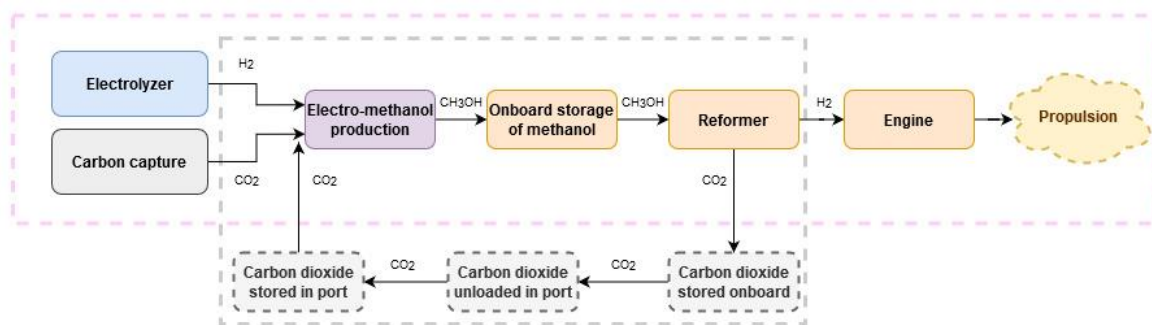 H2
Electrolyzer
Electro-methanol
production
CH3OH
Onboard storage
of methanol
CH3OH
Reformer
H2
Engine
Propulsion
Carbon capture
CO2
CO2
CO2
Carbon dioxide
stored in port
CO2
Carbon dioxide
unloaded in port
CO2
Carbon dioxide
stored onboard